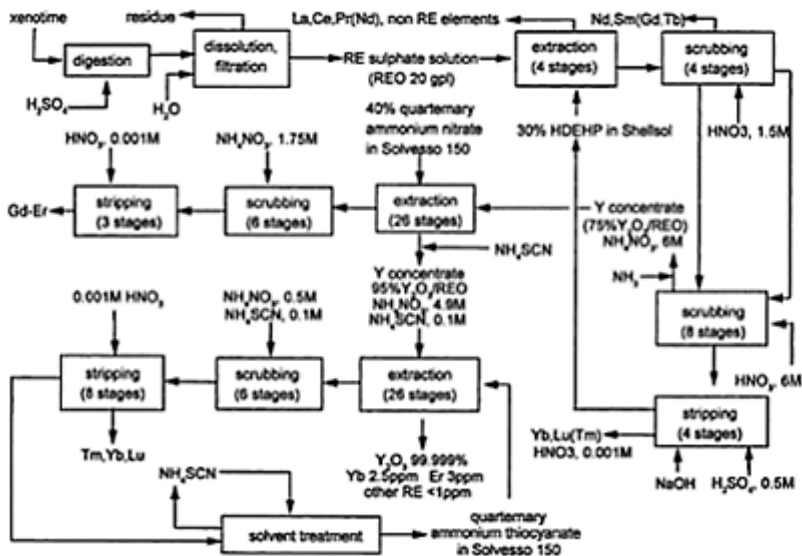 xenotime
residue
La,Ce,Pr(Nd), non RE elements
Nd,Sm(Gd,Tb)
digestion
dissolution,
filtration
RE sulphate solution
(REO 20 gpl)
extraction
(4 stages)
scrubbing
(4 stages)
H₂SO₄
H₂O
40% quarternary
ammonium nitrate
in Solvesso 150
30% HDEHP in Shellsol
HNO3, 1.5M
HNO₃, 0.001M
NH₄NO₃, 1.75M
Gd-Er
stripping
(3 stages)
scrubbing
(6 stages)
extraction
(26 stages)
Y concentrate
(75%Y₂O₃/REO)
NH₄NO₃, 6M
NH₄SCN
NH₃
Y concentrate
95%Y₂O₃/REO
NH₄NO₃, 4.9M
NH₄SCN, 0.1M
0.001M HNO₃
NH₄NO₃, 0.5M
NH₄SCN, 0.1M
scrubbing
(8 stages)
stripping
(8 stages)
scrubbing
(6 stages)
extraction
(26 stages)
HNO₃, 6M
stripping
(4 stages)
Yb,Lu(Tm)
HNO3, 0.001M
Tm,Yb,Lu
Y₂O₃ 99.999%
Yb 2.5ppm Er 3ppm
other RE <1ppm
NaOH
H₂SO₄, 0.5M
NH₄SCN
solvent treatment
quarternary
ammonium thiocyanate
in Solvesso 150